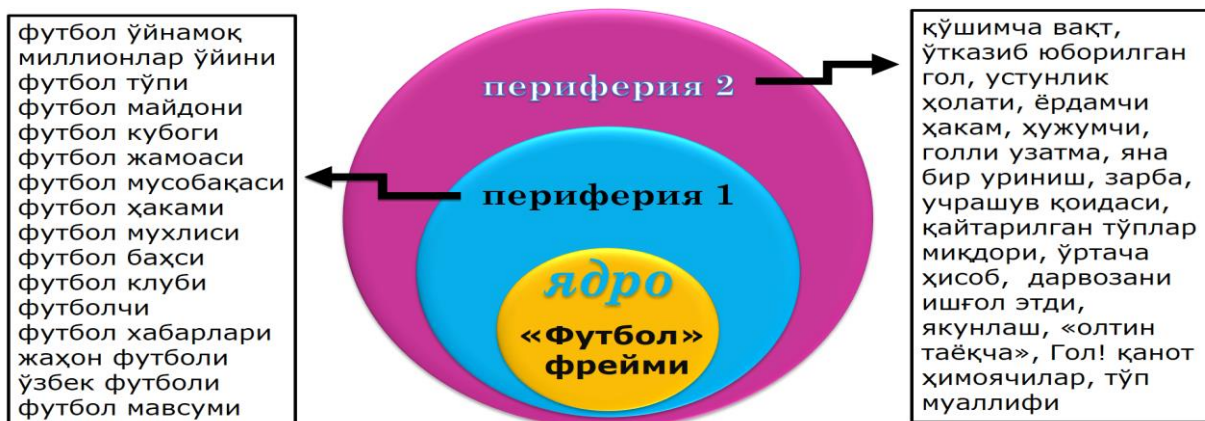 футбол ўйнамоқ
миллионлар ўйини
футбол тўпи
футбол майдони
футбол кубоги
футбол жамоаси
футбол мусобақаси
футбол ҳаками
футбол мухлиси
футбол баҳси
футбол клуби
футболчи
футбол хабарлари
жаҳон футболи
ўзбек футболи
футбол мавсуми
периферия 2
периферия 1
ядро
«Футбол»
фрейми
қўшимча вақт,
ўтказиб юборилган
гол, устунлик
ҳолати, ёрдамчи
ҳакам, ҳужумчи,
голли узатма, яна
бир уриниш, зарба,
учрашув қоидаси,
қайтарилган тўплар
миқдори, ўртача
ҳисоб, дарвозани
ишғол этди,
якунлаш, «олтин
таёқча», Гол! қанот
ҳимоячилар, тўп
муаллифи